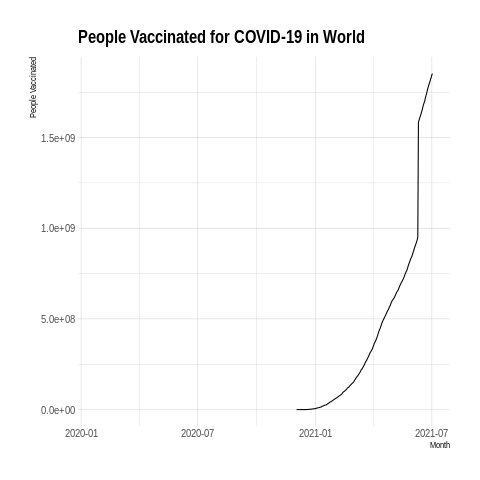 People Vaccinated for COVID-19 in World
People Vaccinated
1.5e+09
1.0e+09
5.0e+08
0.0e+00
2020-01 2020-07 2021-01 2021-07
Month